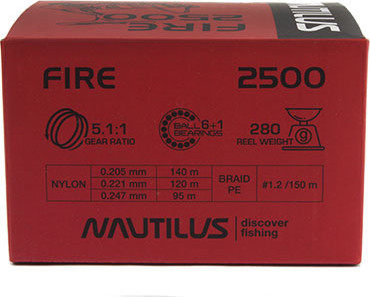 FIRE
2500
NAUTILUS
FIRE 2500
5.1:1
GEAR RATIO
BALL 6+1
BEARINGS
280 g
REEL WEIGHT
NYLON 0.205 mm 140 m BRAID PE #1.2 /150 m
0.221 mm 120 m
0.247 mm 95 m
NAUTILUS discover
fishing